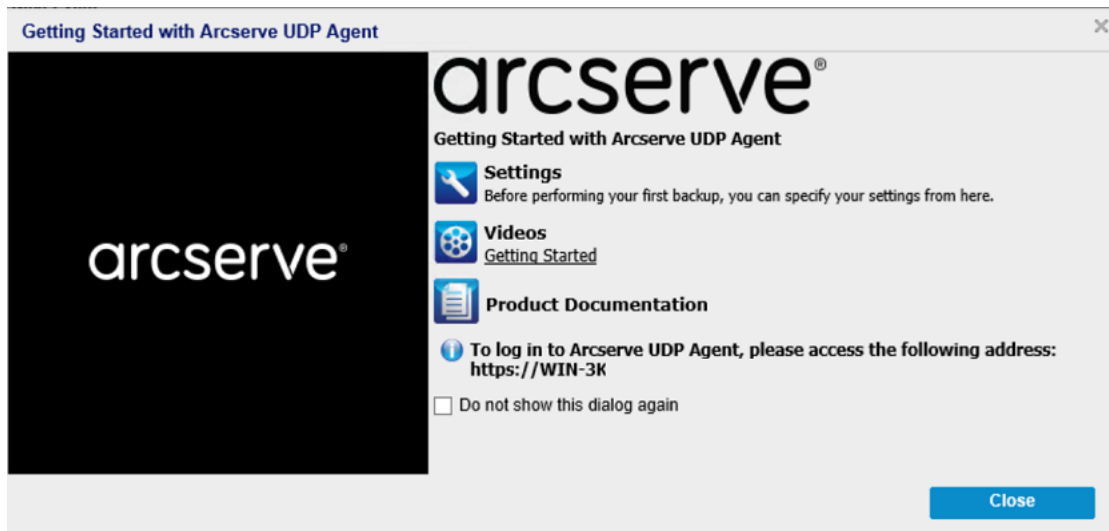 Getting Started with Arcserve UDP Agent
arcserve®
arcserve®
Getting Started with Arcserve UDP Agent
Settings
Before performing your first backup, you can specify your settings from here.
Videos
Getting Started
Product Documentation
To log in to Arcserve UDP Agent, please access the following address:
https://WIN-3K
Do not show this dialog again
Close